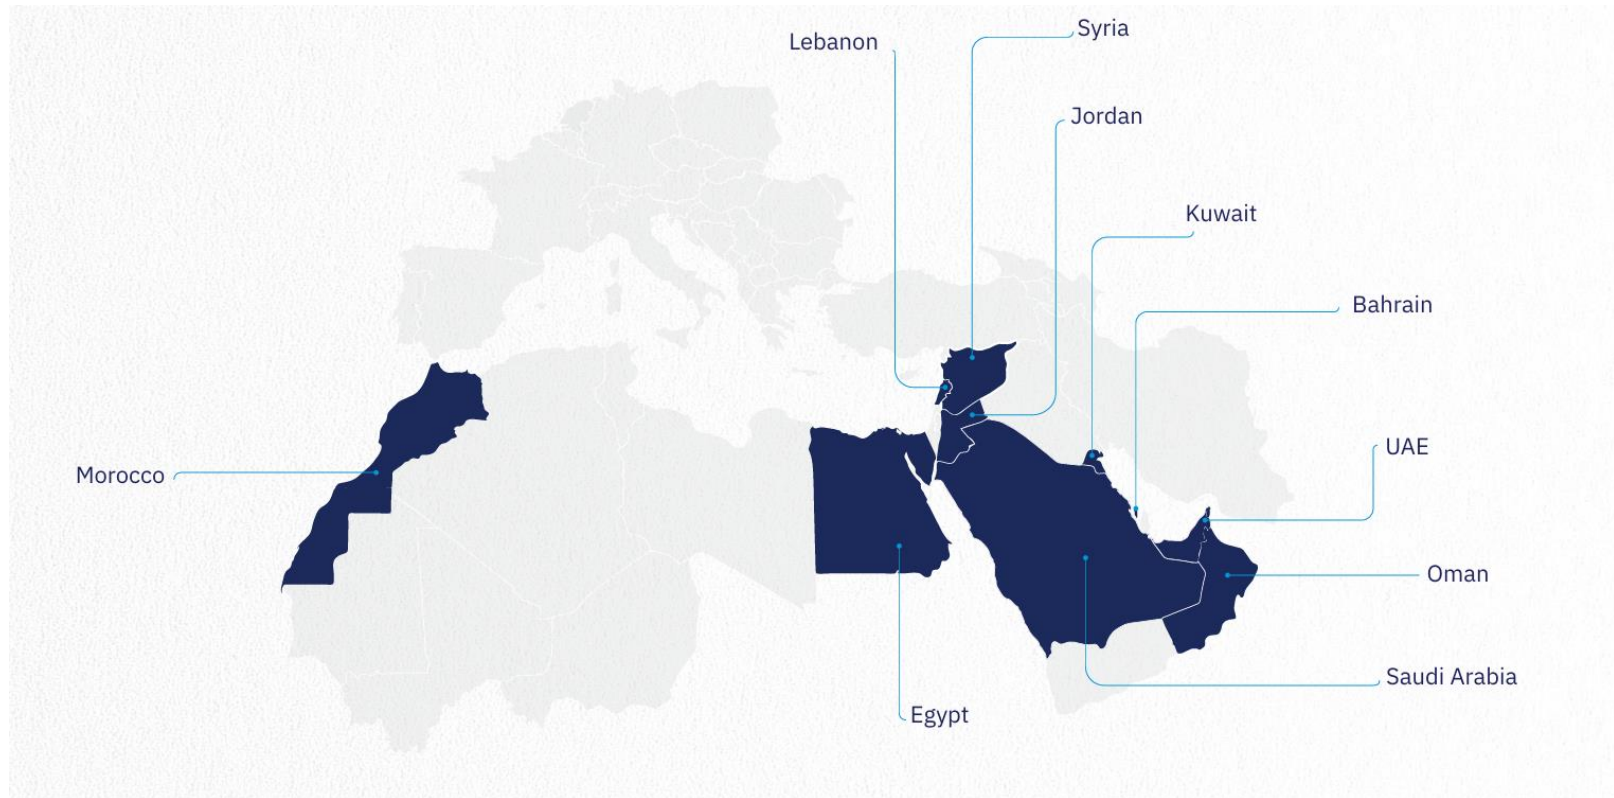 Syria
Lebanon
Jordan
Kuwait
Bahrain
UAE
Morocco
Oman
Saudi Arabia
Egypt